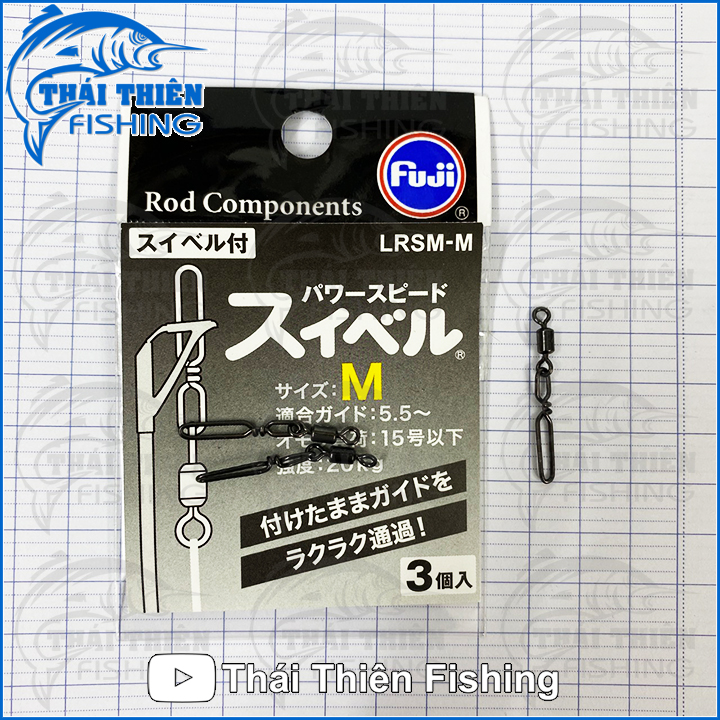 THÁI THIÊN
FISHING
Fuji
®
Rod Components
スイベル付
LRSM-M
パワースピード
スイベル®
サイズ:M
適合ガイド:5.5~
:15号以下
強度:20kg
付けたままガイドを
ラクラク通過!
3個入
Thái Thiên Fishing